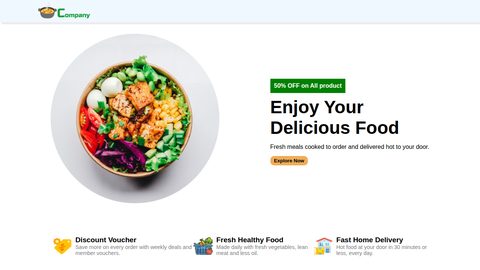 Company
50% OFF on All product
Enjoy Your
Delicious Food
Fresh meals cooked to order and delivered hot to your door.
Explore Now
Discount Voucher
Save more on every order with weekly deals and
member vouchers.
Fresh Healthy Food
Made daily with fresh vegetables, lean
meat and less oil.
Fast Home Delivery
Hot food at your door in 30 minutes or
less, every day.